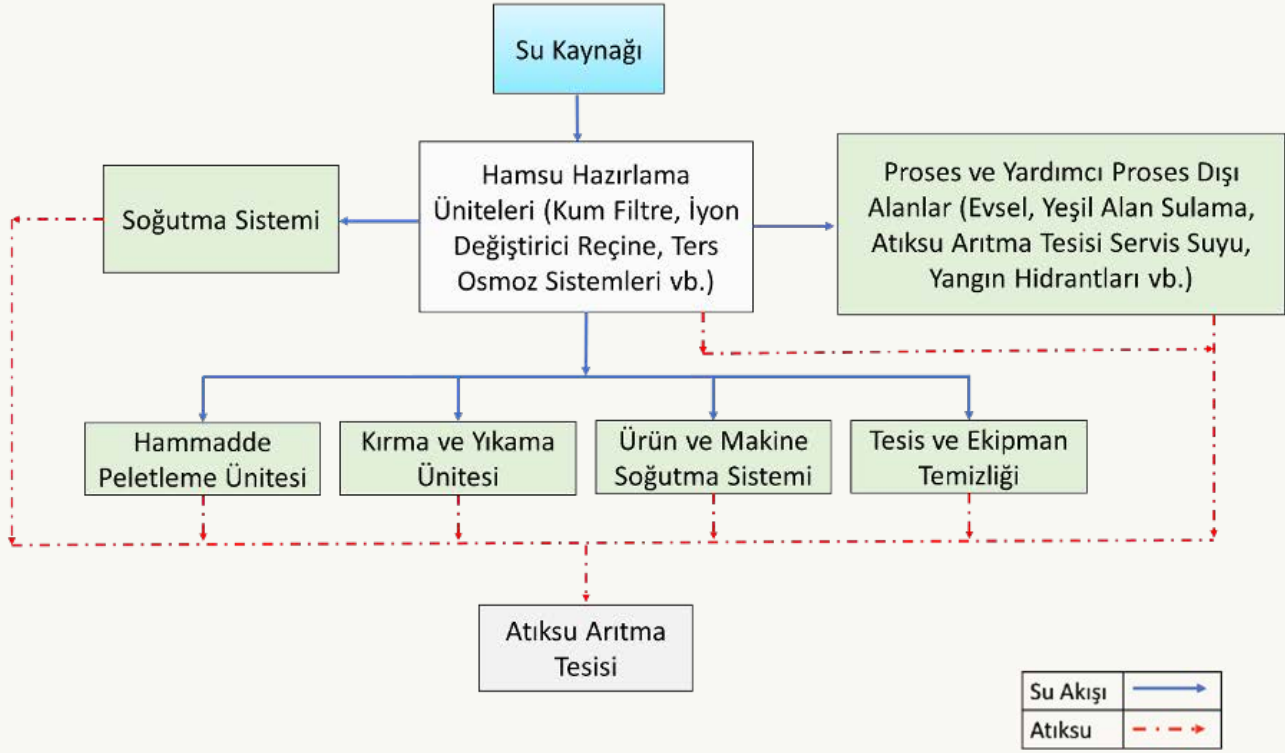 Su Kaynağı
Hamsu Hazırlama
Üniteleri (Kum Filtre, İyon
Değiştirici Reçine, Ters
Osmoz Sistemleri vb.)
Soğutma Sistemi
Proses ve Yardımcı Proses Dışı
Alanlar (Evsel, Yeşil Alan Sulama,
Atıksu Arıtma Tesisi Servis Suyu,
Yangın Hidrantları vb.)
Hammadde
Peletleme Ünitesi
Kırma ve Yıkama
Ünitesi
Ürün ve Makine
Soğutma Sistemi
Tesis ve Ekipman
Temizliği
Atıksu Arıtma
Tesisi
Su Akışı
Atıksu